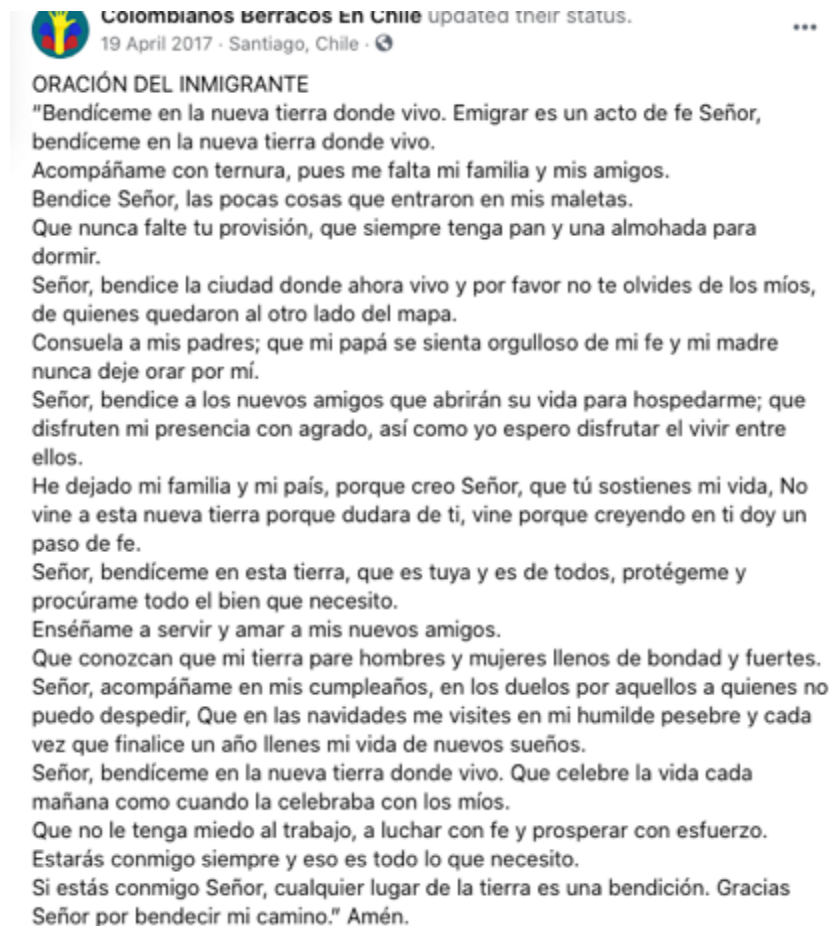 Colombianos Berracos En Chile updated their status.
19 April 2017 · Santiago, Chile ·
ORACIÓN DEL INMIGRANTE
"Bendíceme en la nueva tierra donde vivo. Emigrar es un acto de fe Señor,
bendíceme en la nueva tierra donde vivo.
Acompáñame con ternura, pues me falta mi familia y mis amigos.
Bendice Señor, las pocas cosas que entraron en mis maletas.
Que nunca falte tu provisión, que siempre tenga pan y una almohada para
dormir.
Señor, bendice la ciudad donde ahora vivo y por favor no te olvides de los míos,
de quienes quedaron al otro lado del mapa.
Consuela a mis padres; que mi papá se sienta orgulloso de mi fe y mi madre
nunca deje orar por mí.
Señor, bendice a los nuevos amigos que abrirán su vida para hospedarme; que
disfruten mi presencia con agrado, así como yo espero disfrutar el vivir entre
ellos.
He dejado mi familia y mi país, porque creo Señor, que tú sostienes mi vida, No
vine a esta nueva tierra porque dudara de ti, vine porque creyendo en ti doy un
paso de fe.
Señor, bendíceme en esta tierra, que es tuya y es de todos, protégeme y
procúrame todo el bien que necesito.
Enséñame a servir y amar a mis nuevos amigos.
Que conozcan que mi tierra pare hombres y mujeres llenos de bondad y fuertes.
Señor, acompáñame en mis cumpleaños, en los duelos por aquellos a quienes no
puedo despedir, Que en las navidades me visites en mi humilde pesebre y cada
vez que finalice un año llenes mi vida de nuevos sueños.
Señor, bendíceme en la nueva tierra donde vivo. Que celebre la vida cada
mañana como cuando la celebraba con los míos.
Que no le tenga miedo al trabajo, a luchar con fe y prosperar con esfuerzo.
Estarás conmigo siempre y eso es todo lo que necesito.
Si estás conmigo Señor, cualquier lugar de la tierra es una bendición. Gracias
Señor por bendecir mi camino." Amén.